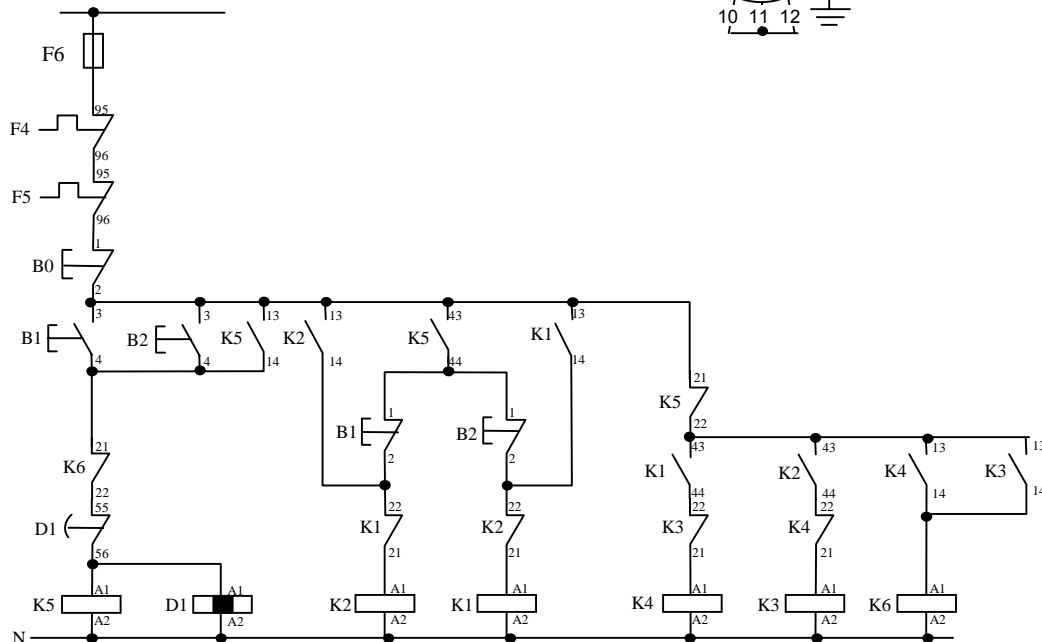 10 11 12
F6
95
F4
96
95
F5
96
1
B0
2
3 3 13 13 43 13
B1 B2 K5 K2 K5 K1
4 4 14 14 44 14
21
K5
22
1 1
B1 B2
2 2
43 43 13 13
K1 K2 K4 K3
44 44 14 14
21
K6
22
55
D1
56
22 22 22 22
K1 K2 K3 K4
21 21 21 21
A1 A1 A1 A1 A1 A1 A1
K5 D1 K2 K1 K4 K3 K6
A2 A2 A2 A2 A2 A2 A2
N